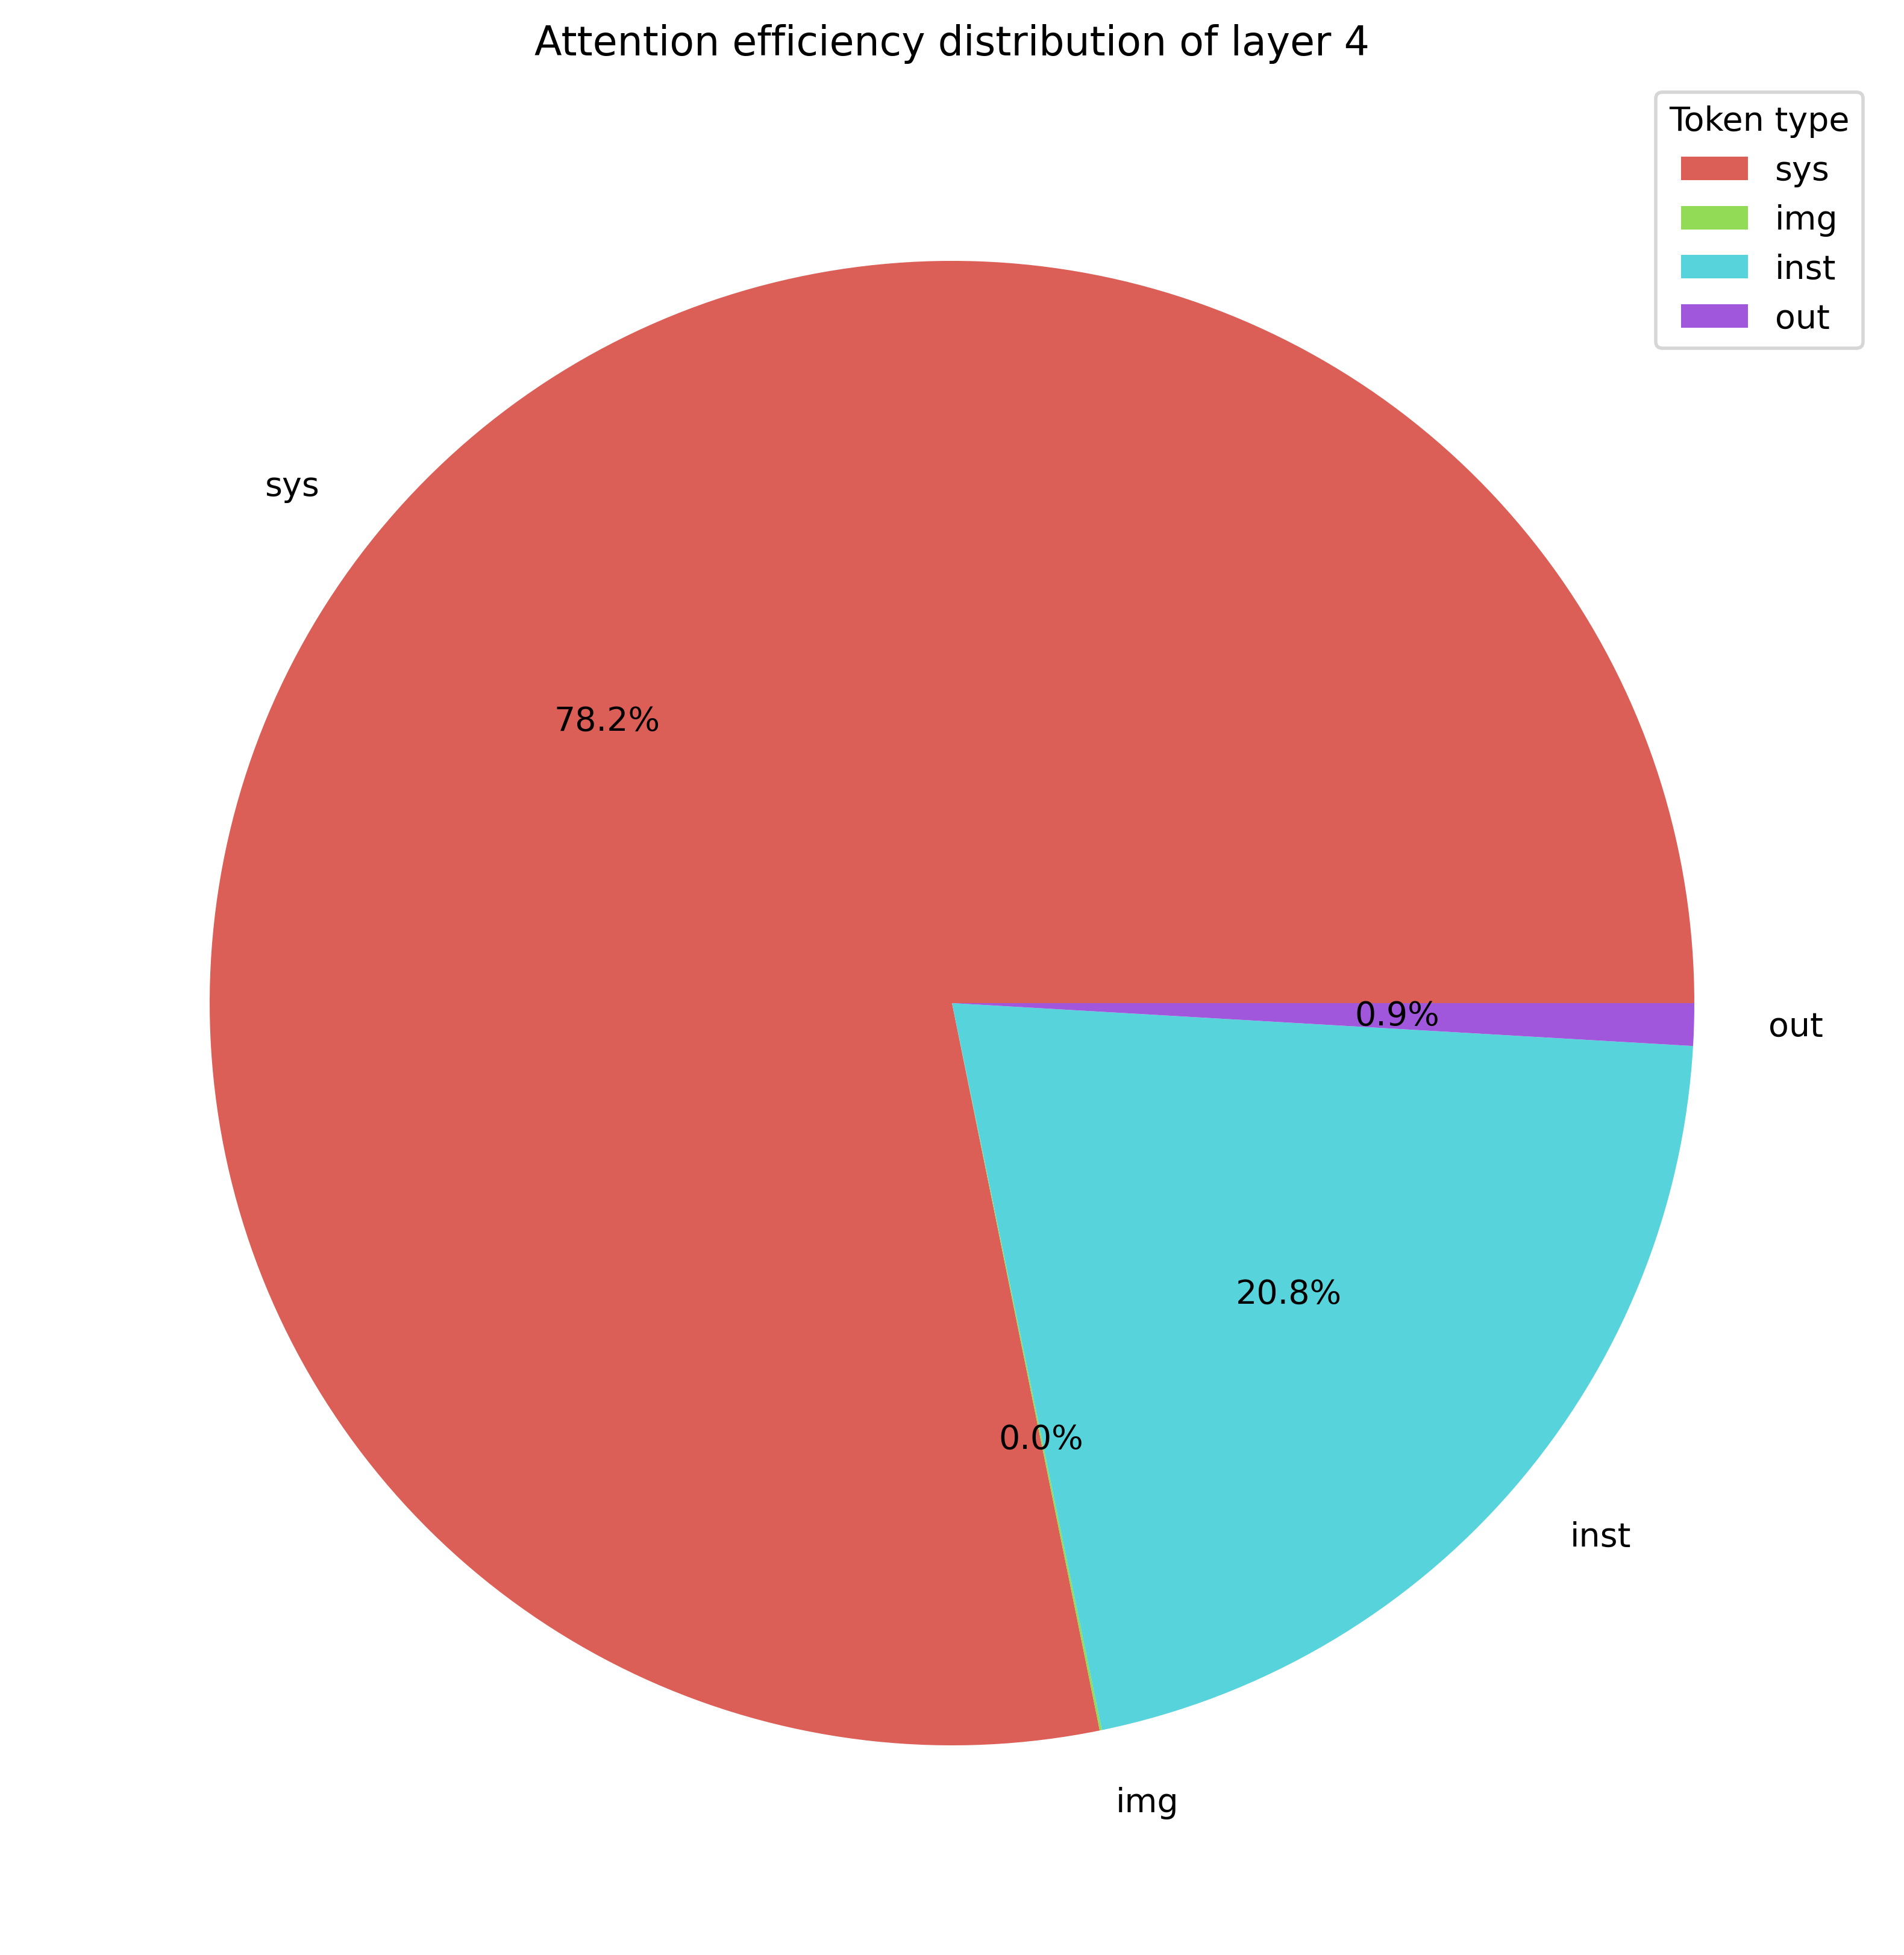 Attention efficiency distribution of layer 4
Token type
sys
img
inst
out
sys
78.2%
0.9%
out
20.8%
0.0%
inst
img